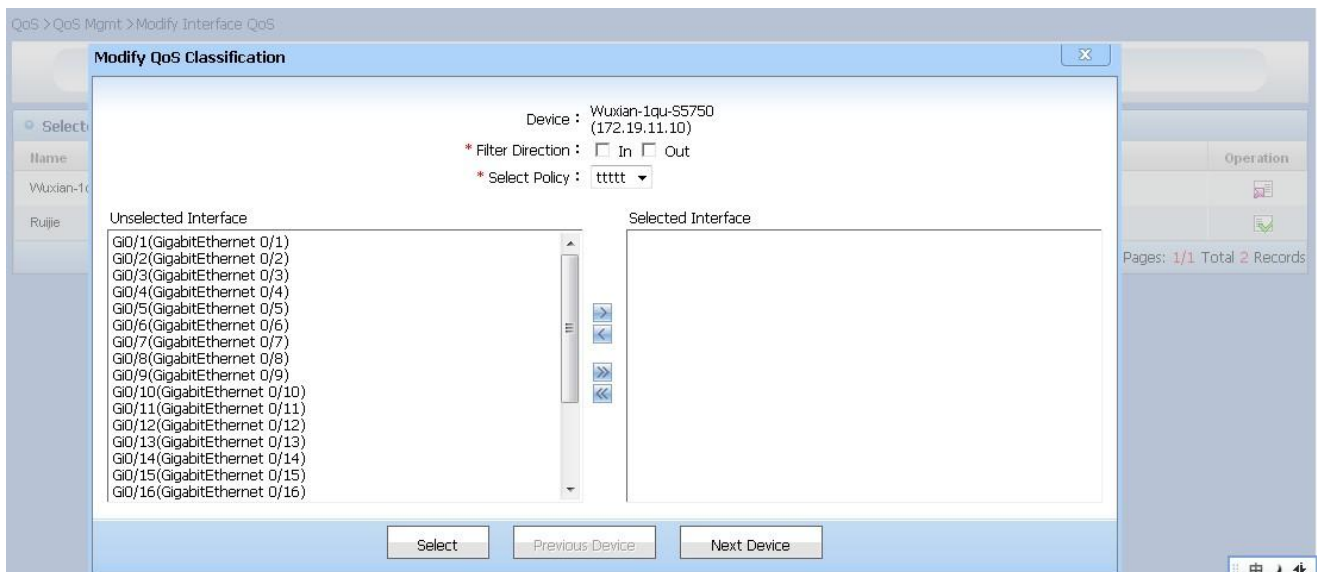 QoS >QoS Mgmt >Modify Interface QoS
Modify QoS Classification
Device : Wuxian-1qu-S5750
(172.19.11.10)
* Filter Direction : In Out
* Select Policy : ttttt
Select
Name
Operation
Wuxian-1
Ruijie
Pages: 1/1 Total 2 Records
Unselected Interface
Selected Interface
Gi0/1(GigabitEthernet 0/1)
Gi0/2(GigabitEthernet 0/2)
Gi0/3(GigabitEthernet 0/3)
Gi0/4(GigabitEthernet 0/4)
Gi0/5(GigabitEthernet 0/5)
Gi0/6(GigabitEthernet 0/6)
Gi0/7(GigabitEthernet 0/7)
Gi0/8(GigabitEthernet 0/8)
Gi0/9(GigabitEthernet 0/9)
Gi0/10(GigabitEthernet 0/10)
Gi0/11(GigabitEthernet 0/11)
Gi0/12(GigabitEthernet 0/12)
Gi0/13(GigabitEthernet 0/13)
Gi0/14(GigabitEthernet 0/14)
Gi0/15(GigabitEthernet 0/15)
Gi0/16(GigabitEthernet 0/16)
Select
Previous Device
Next Device
中